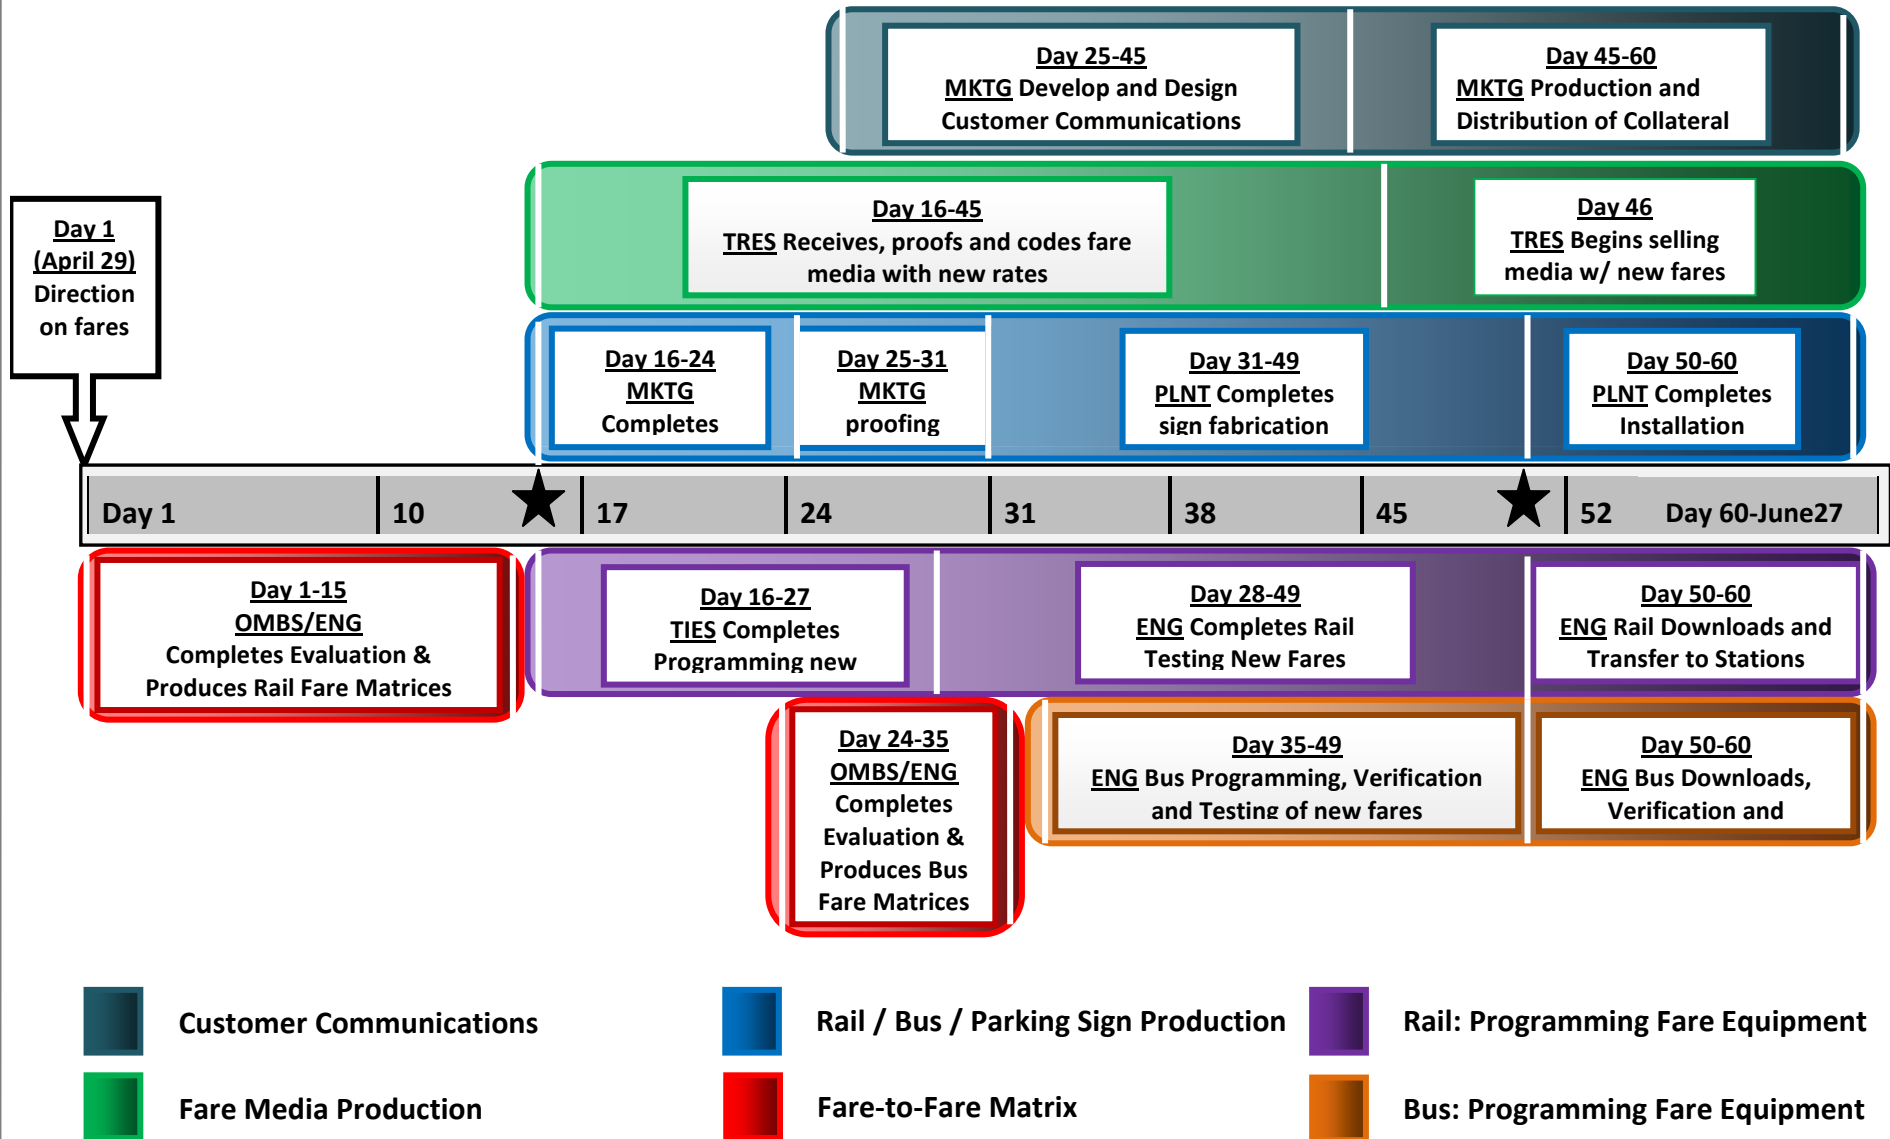 Day 25-45
MKTG Develop and Design
Customer Communications
Day 45-60
MKTG Production and
Distribution of Collateral
Day 16-45
TRES Receives, proofs and codes fare
media with new rates
Day 46
TRES Begins selling
media w/ new fares
Day 1
(April 29)
Direction
on fares
Day 16-24
MKTG
Completes
Day 25-31
MKTG
proofing
Day 31-49
PLNT Completes
sign fabrication
Day 50-60
PLNT Completes
Installation
Day 1
10
17
24
31
38
45
52
Day 60-June27
Day 1-15
OMBS/ENG
Completes Evaluation &
Produces Rail Fare Matrices
Day 16-27
TIES Completes
Programming new
Day 28-49
ENG Completes Rail
Testing New Fares
Day 50-60
ENG Rail Downloads and
Transfer to Stations
Day 24-35
OMBS/ENG
Completes
Evaluation &
Produces Bus
Fare Matrices
Day 35-49
ENG Bus Programming, Verification
and Testing of new fares
Day 50-60
ENG Bus Downloads,
Verification and
Customer Communications
Rail / Bus / Parking Sign Production
Rail: Programming Fare Equipment
Fare Media Production
Fare-to-Fare Matrix
Bus: Programming Fare Equipment